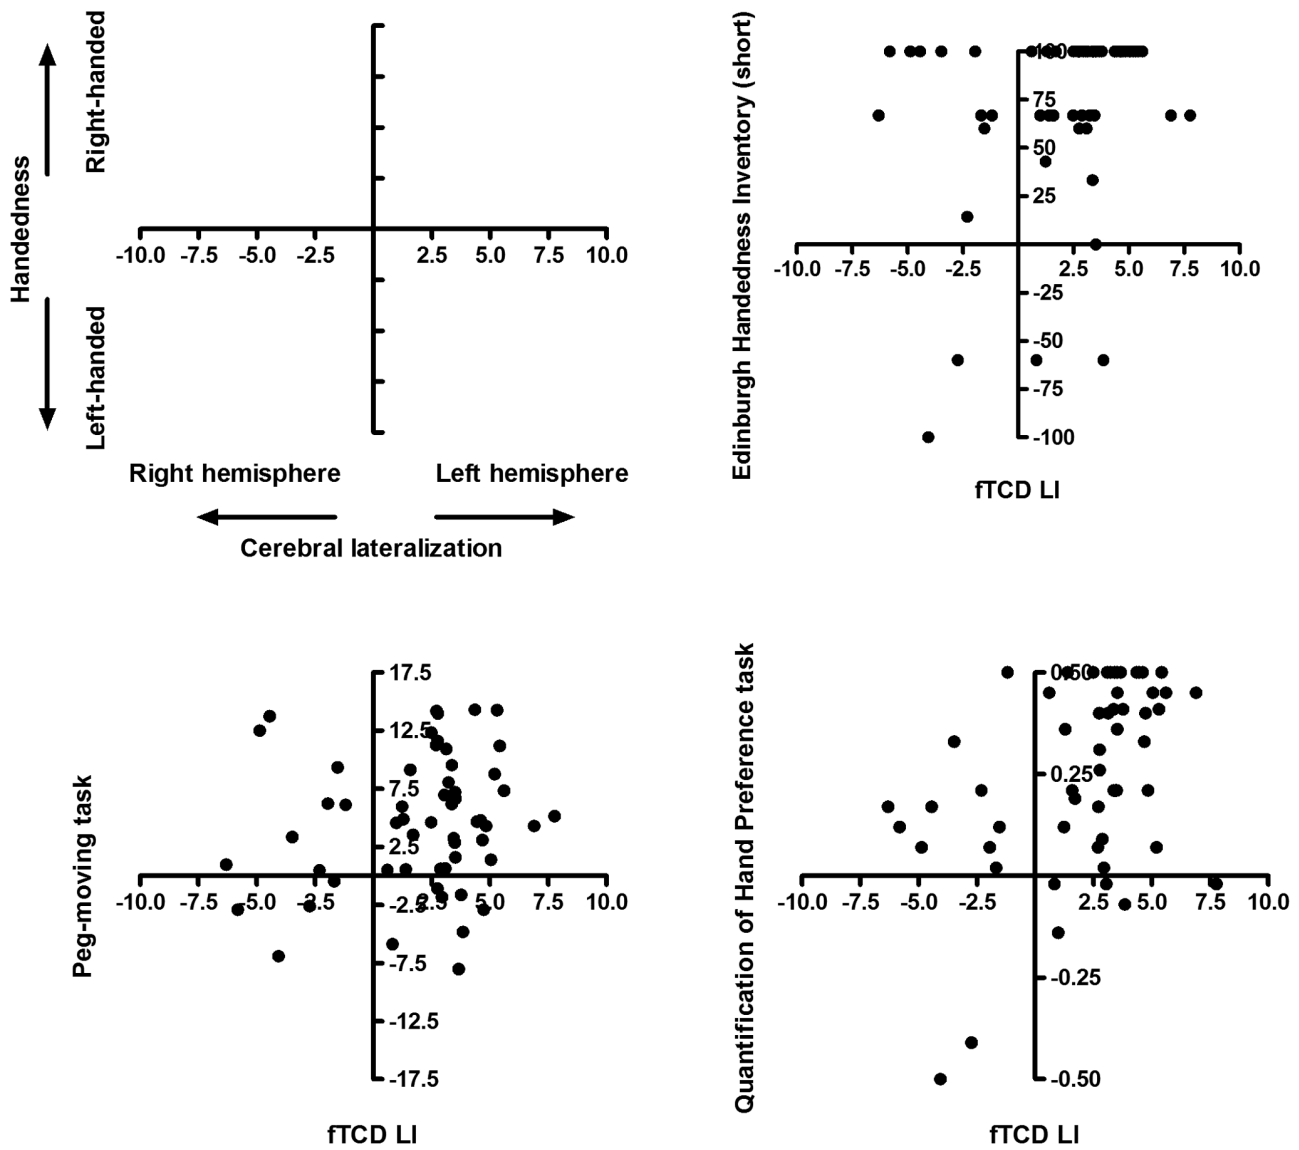 Handedness
Right-handed
Left-handed
-10.0 -7.5 -5.0 -2.5 2.5 5.0 7.5 10.0
Right hemisphere Left hemisphere
Cerebral lateralization
Edinburgh Handedness Inventory (short)
100
75
50
25
-10.0 -7.5 -5.0 -2.5 2.5 5.0 7.5 10.0
-25
-50
-75
-100
fTCD LI
Peg-moving task
17.5
12.5
7.5
2.5
-10.0 -7.5 -5.0 -2.5 2.5 5.0 7.5 10.0
-2.5
-7.5
-12.5
-17.5
fTCD LI
Quantification of Hand Preference task
0.50
0.25
-10.0 -7.5 -5.0 -2.5 2.5 5.0 7.5 10.0
-0.25
-0.50
fTCD LI